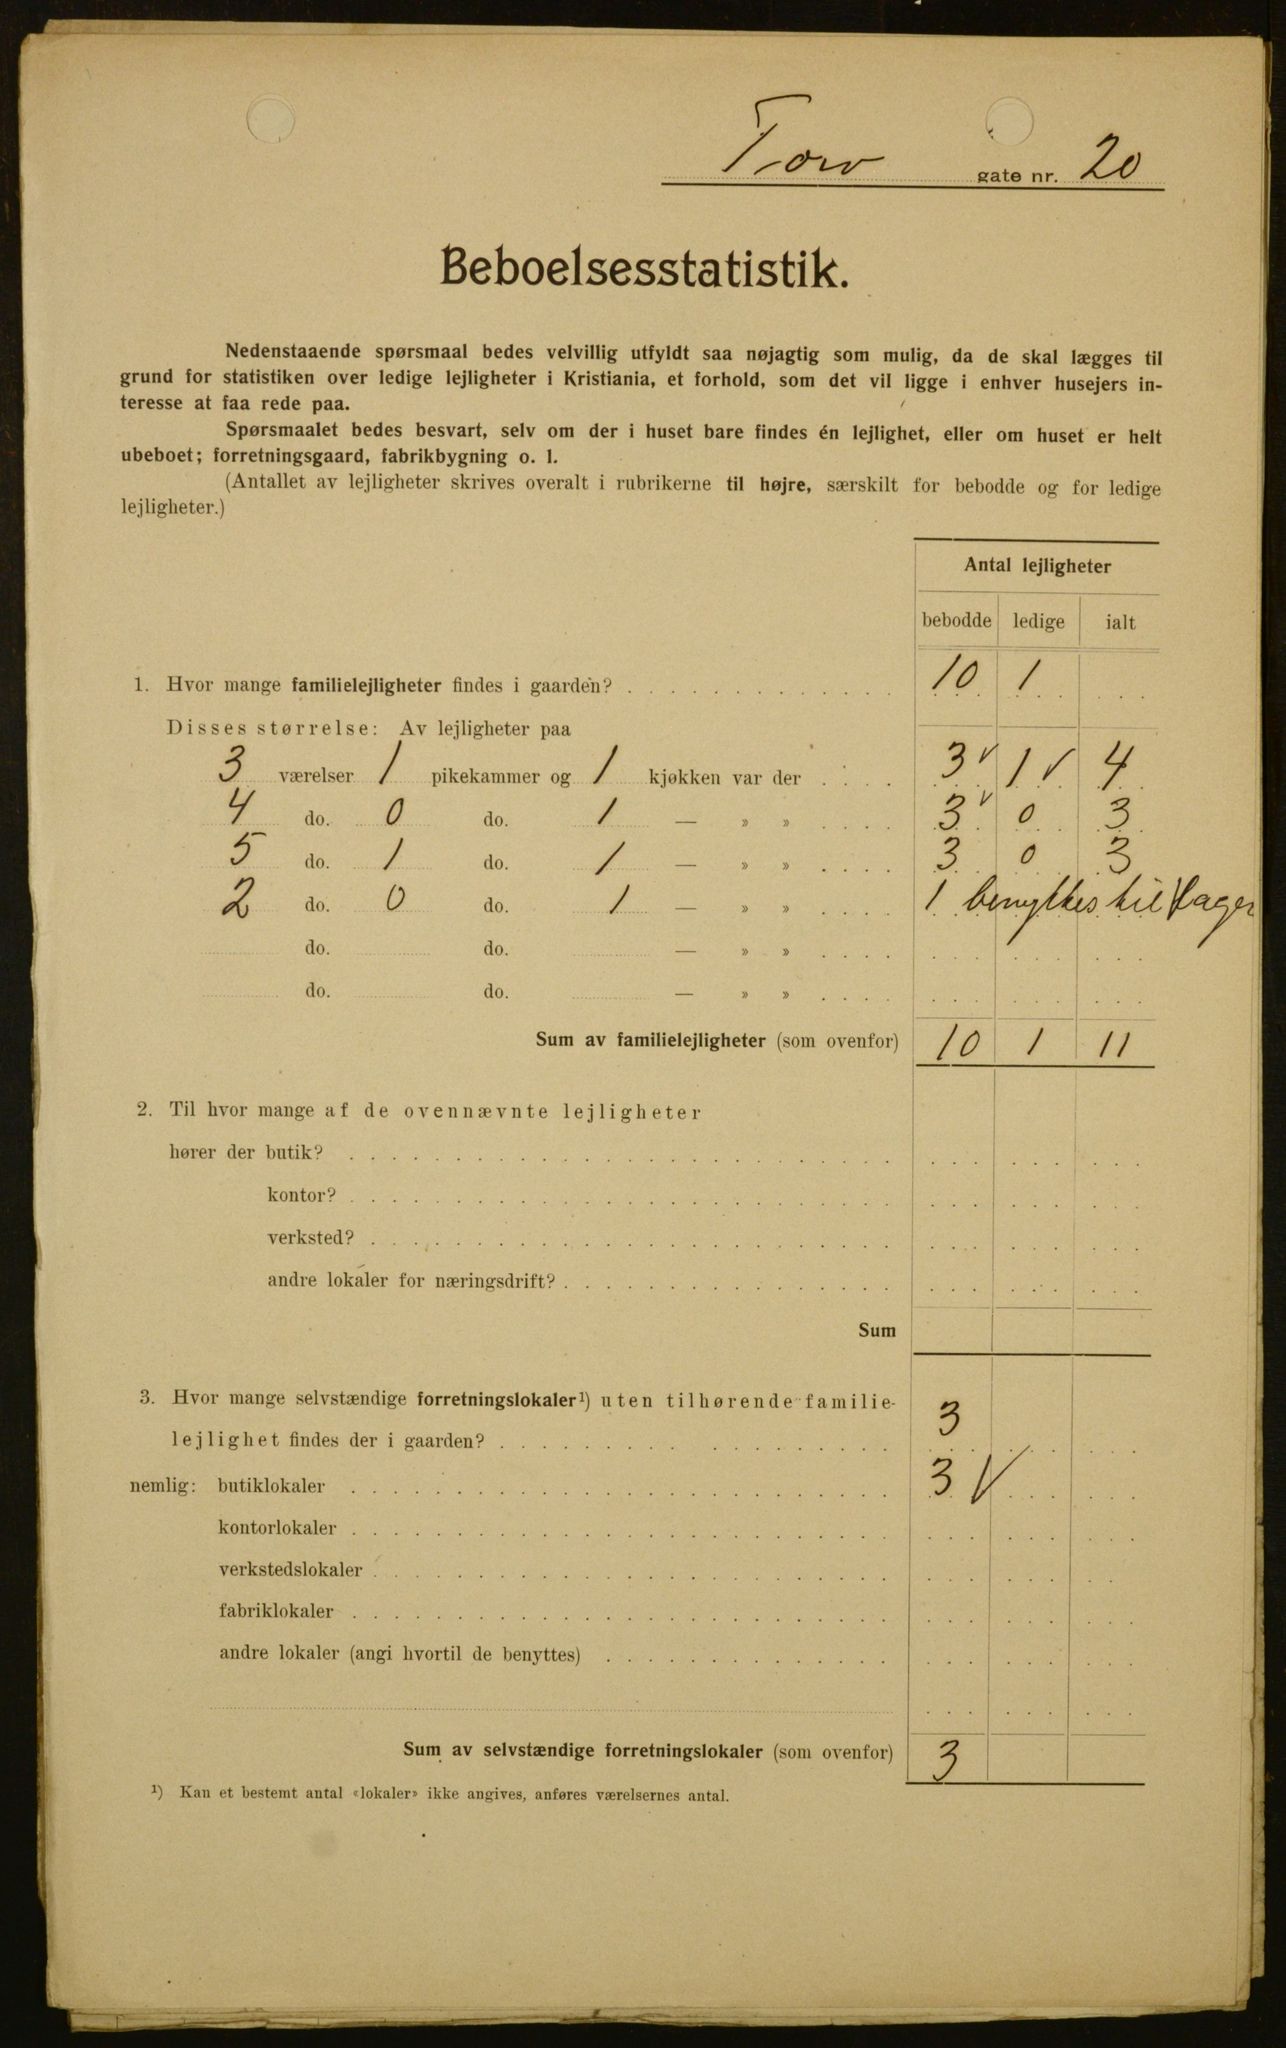 Torv gate nr. 20
Beboelsesstatistik.
Nedenstaaende spørsmaal bedes velvillig utfyldt saa nøjagtig som mulig, da de skal lægges til
grund for statistiken over ledige lejligheter i Kristiania, et forhold, som det vil ligge i enhver husejers in-
teresse at faa rede paa.
Spørsmaalet bedes besvart, selv om der i huset bare findes én lejlighet, eller om huset er helt
ubeboet; forretningsgaard, fabrikbygning o. l.
(Antallet av lejligheter skrives overalt i rubrikerne til højre, særskilt for bebodde og for ledige
lejligheter.)
Antal lejligheter
bebodde ledige ialt
1. Hvor mange familielejligheter findes i gaarden? 10 1
Disses størrelse: Av lejligheter paa
3 værelser 1 pikekammer og 1 kjøkken var der 3 ✓ 1 ✓ 4
4 do. 0 do. 1 — » » 3 ✓ 0 3
5 do. 1 do. 1 — » » 3 0 3
2 do. 0 do. 1 — » » 1 benyttes til lager
do. do. — » »
do. do. — » »
Sum av familielejligheter (som ovenfor) 10 1 11
2. Til hvor mange af de ovennævnte lejligheter
hører der butik?
kontor?
verksted?
andre lokaler for næringsdrift?
Sum
3. Hvor mange selvstændige forretningslokaler¹) uten tilhørende familie-
lejlighet findes der i gaarden? 3
nemlig: butiklokaler 3 ✓
kontorlokaler
verkstedslokaler
fabriklokaler
andre lokaler (angi hvortil de benyttes)
Sum av selvstændige forretningslokaler (som ovenfor) 3
¹) Kan et bestemt antal «lokaler» ikke angives, anføres værelsernes antal.